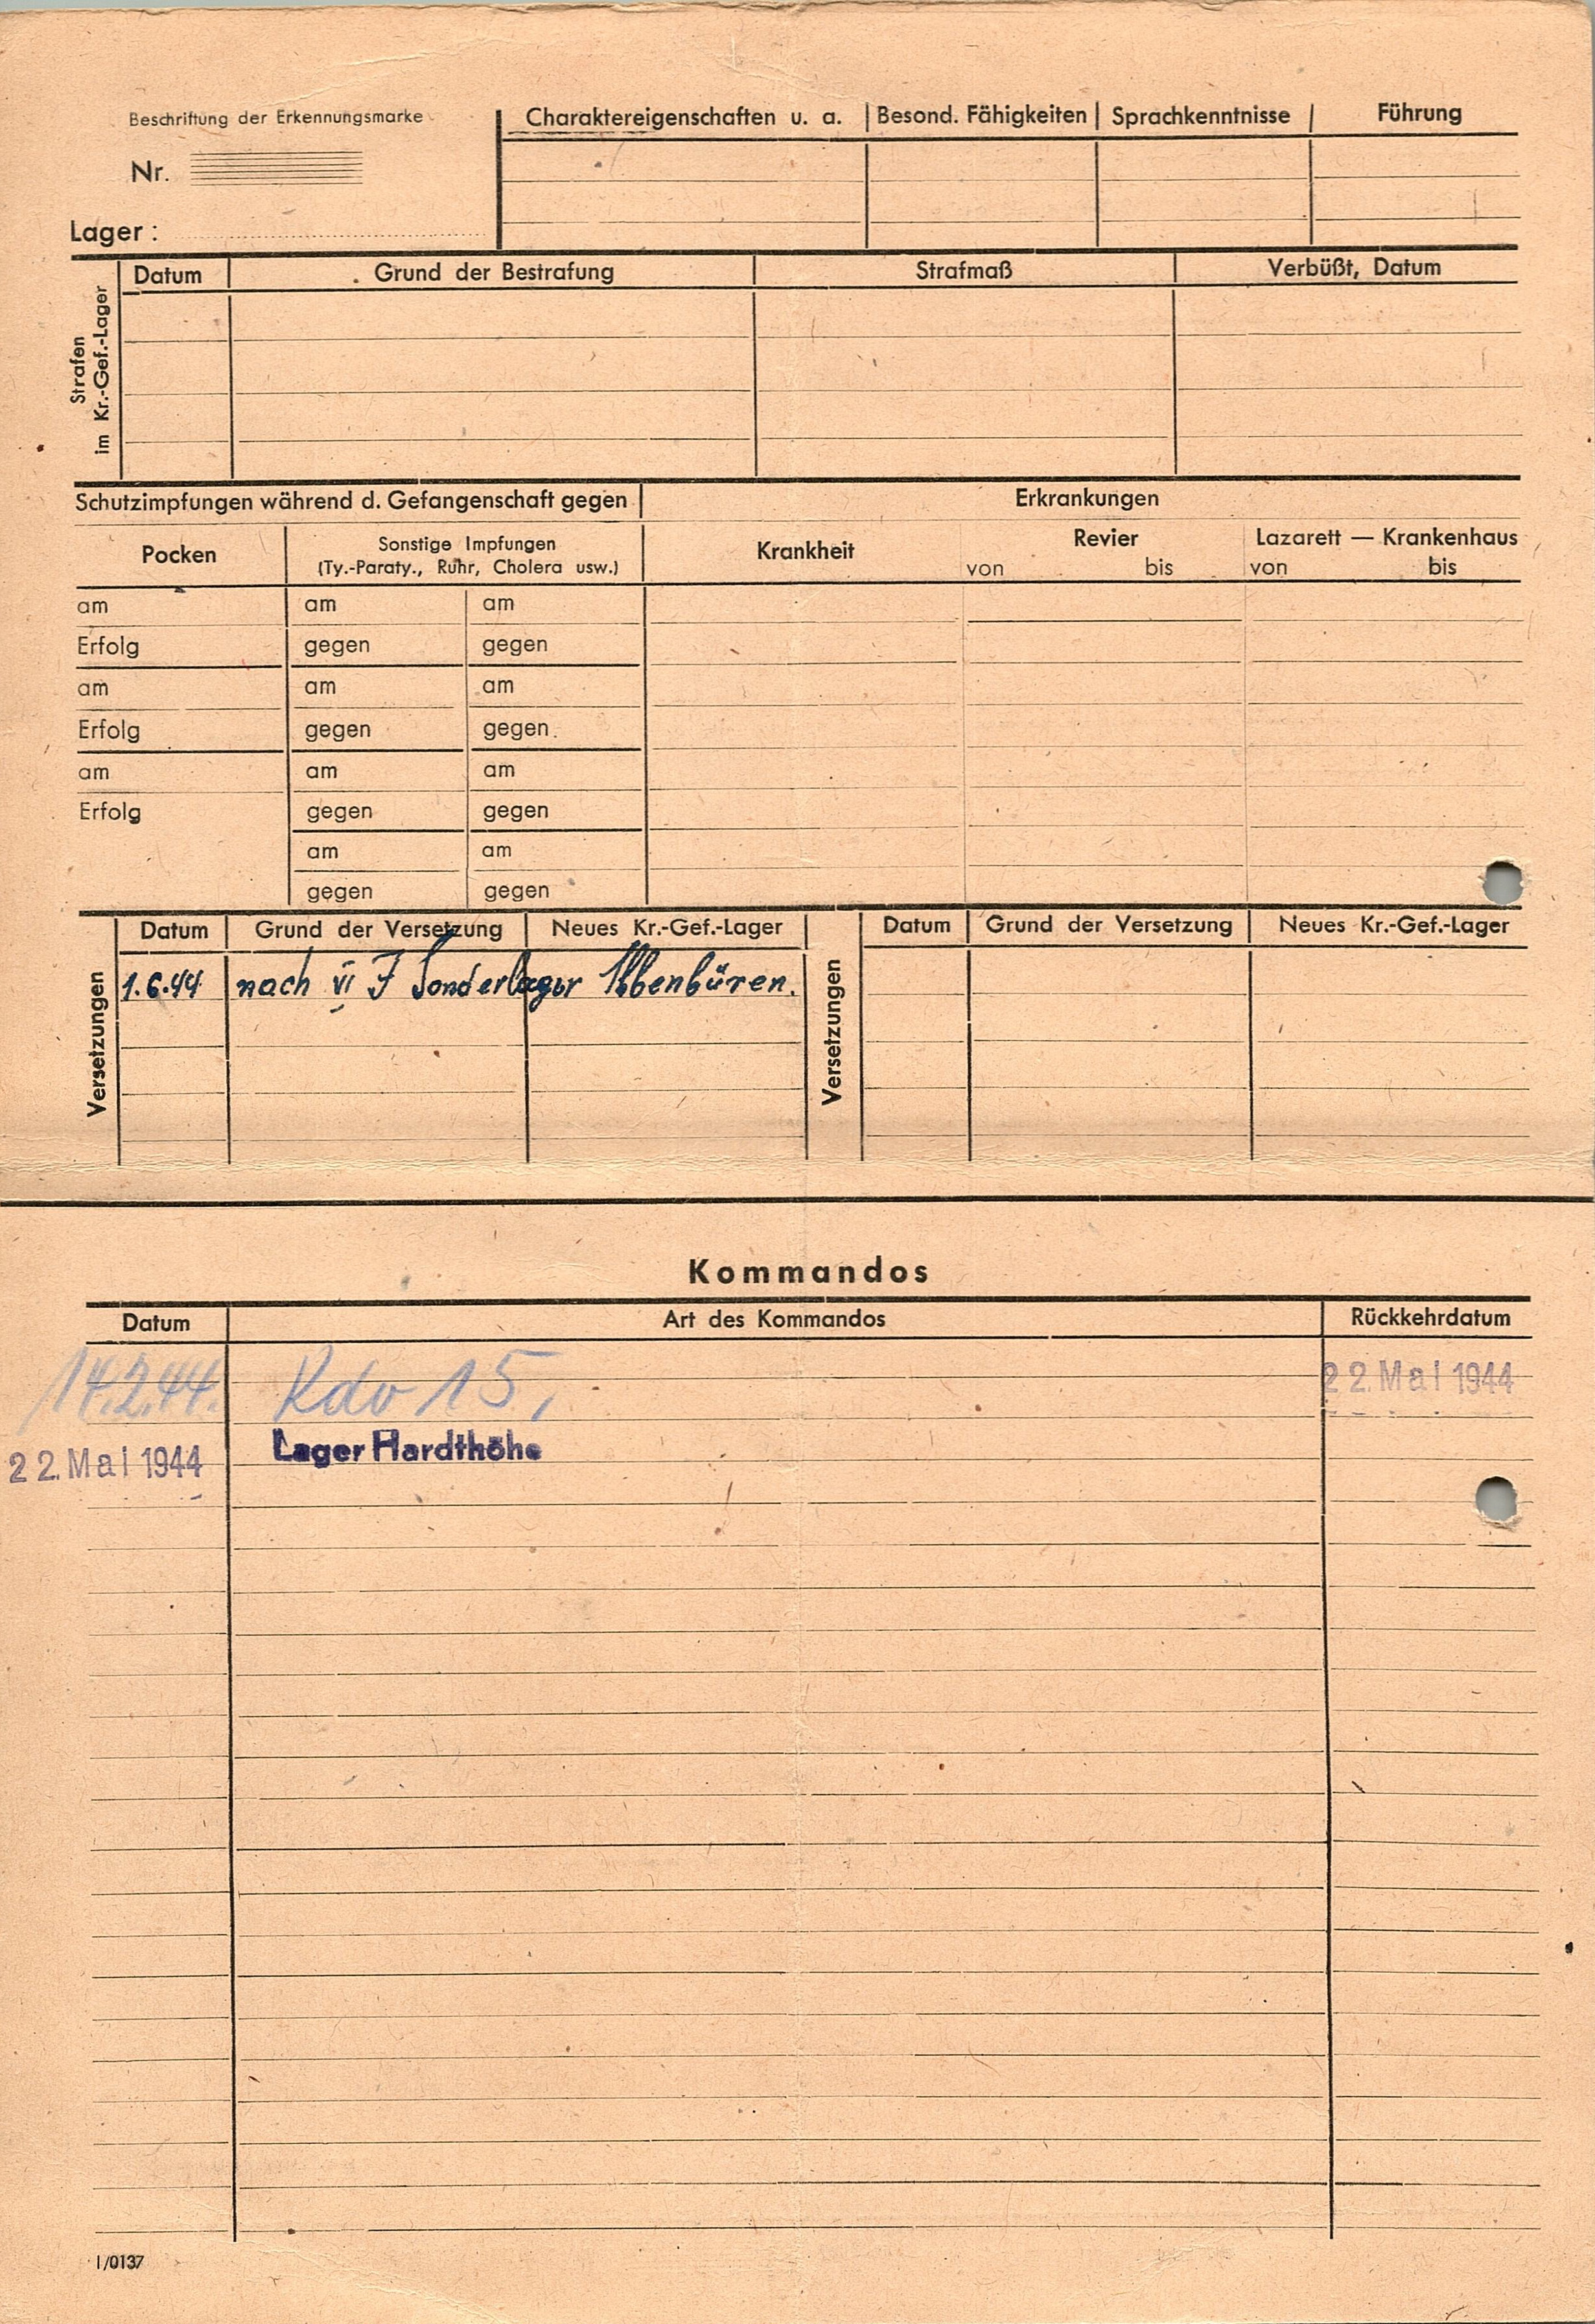 Beschriftung der Erkennungsmarke
Nr.
Lager :
Charaktereigenschaften u. a. Besond. Fähigkeiten Sprachkenntnisse Führung
Strafen
im Kr.-Gef.-Lager
Datum Grund der Bestrafung Strafmaß Verbüßt, Datum
Schutzimpfungen während d. Gefangenschaft gegen Erkrankungen
Pocken
Sonstige Impfungen
(Ty.-Paraty., Ruhr, Cholera usw.)
Krankheit
Revier
von bis
Lazarett — Krankenhaus
von bis
am am am
Erfolg gegen gegen
am am am
Erfolg gegen gegen.
am am am
Erfolg gegen gegen
am am
gegen gegen
Versetzungen
Datum Grund der Versetzung Neues Kr.-Gef.-Lager
1.6.44 nach VI J Sonderlager Ibbenbüren.
Versetzungen
Datum Grund der Versetzung Neues Kr.-Gef.-Lager
Kommandos
Datum Art des Kommandos Rückkehrdatum
Kdo 15, 22. Mai 1944
22. Mai 1944 Lager Hardthöhe
I/0137